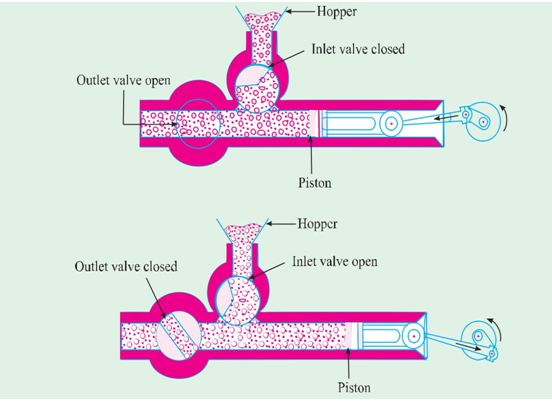 Hopper
Inlet valve closed
Outlet valve open
Piston
Hopper
Outlet valve closed
Inlet valve open
Piston